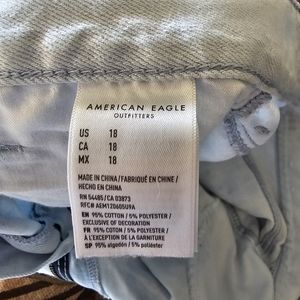 AMERICAN EAGLE
OUTFITTERS
US 18
CA 18
MX 18
MADE IN CHINA / FABRIQUÉ EN CHINE /
HECHO EN CHINA
RN 54485 / CA 03873
RFC# AEM12060509A
EN 95% COTTON / 5% POLYESTER /
EXCLUSIVE OF DECORATION
FR 95% COTON / 5% POLYESTER /
À L'EXCEPTION DE LA GARNITURE
SP 95% algodón / 5% poliéster